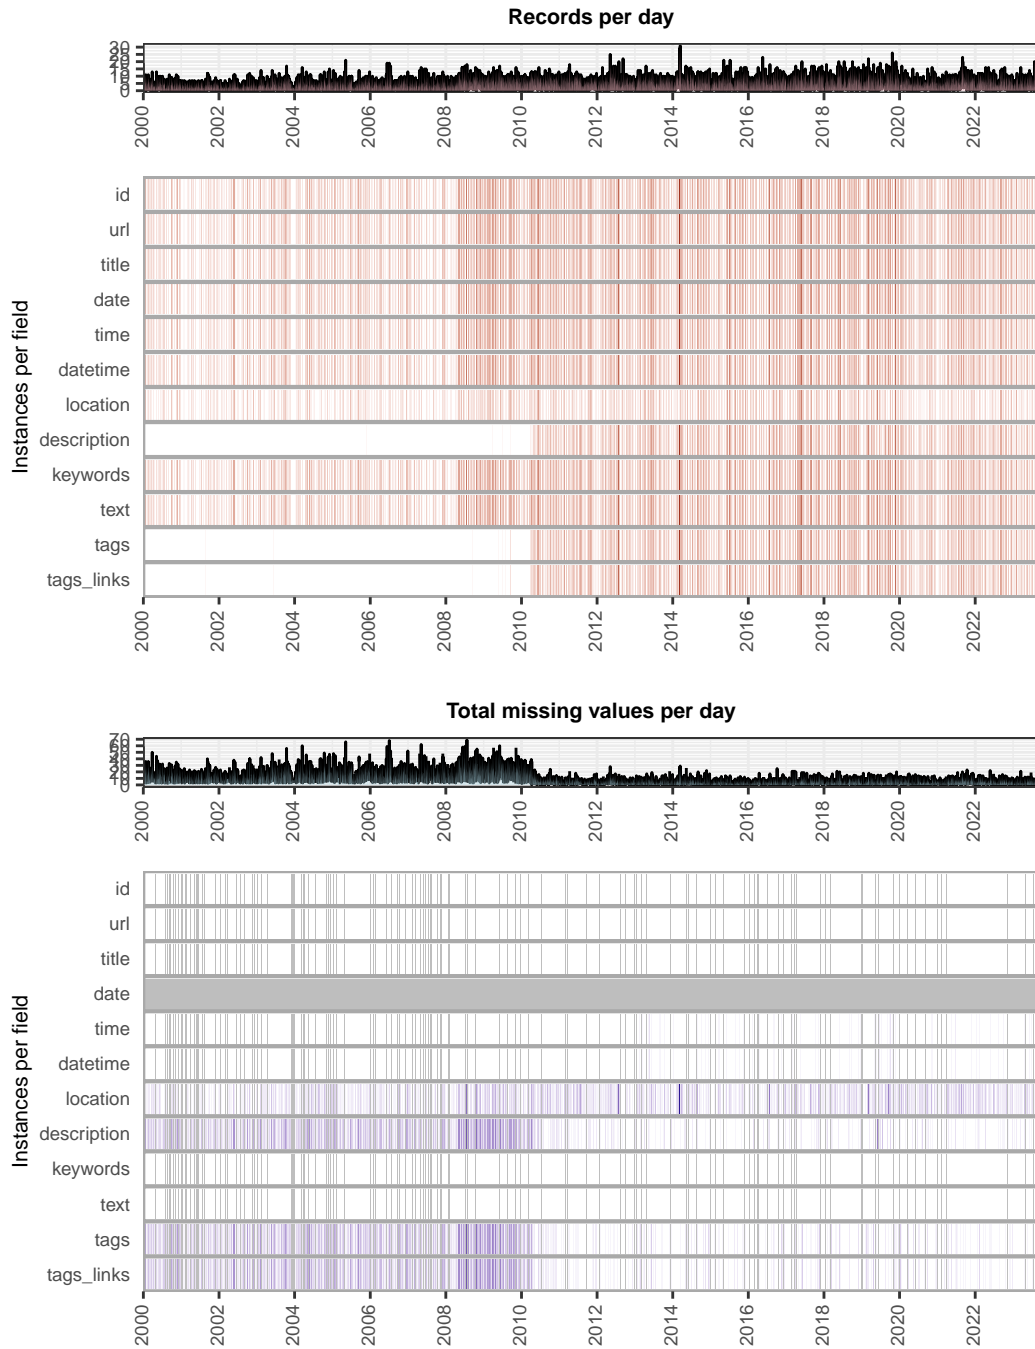 Records per day
30
25
20
15
10
5
0
2000 2002 2004 2006 2008 2010 2012 2014 2016 2018 2020 2022
Instances per field
id
url
title
date
time
datetime
location
description
keywords
text
tags
tags_links
2000 2002 2004 2006 2008 2010 2012 2014 2016 2018 2020 2022
Total missing values per day
70
60
50
40
30
20
10
0
2000 2002 2004 2006 2008 2010 2012 2014 2016 2018 2020 2022
Instances per field
id
url
title
date
time
datetime
location
description
keywords
text
tags
tags_links
2000 2002 2004 2006 2008 2010 2012 2014 2016 2018 2020 2022